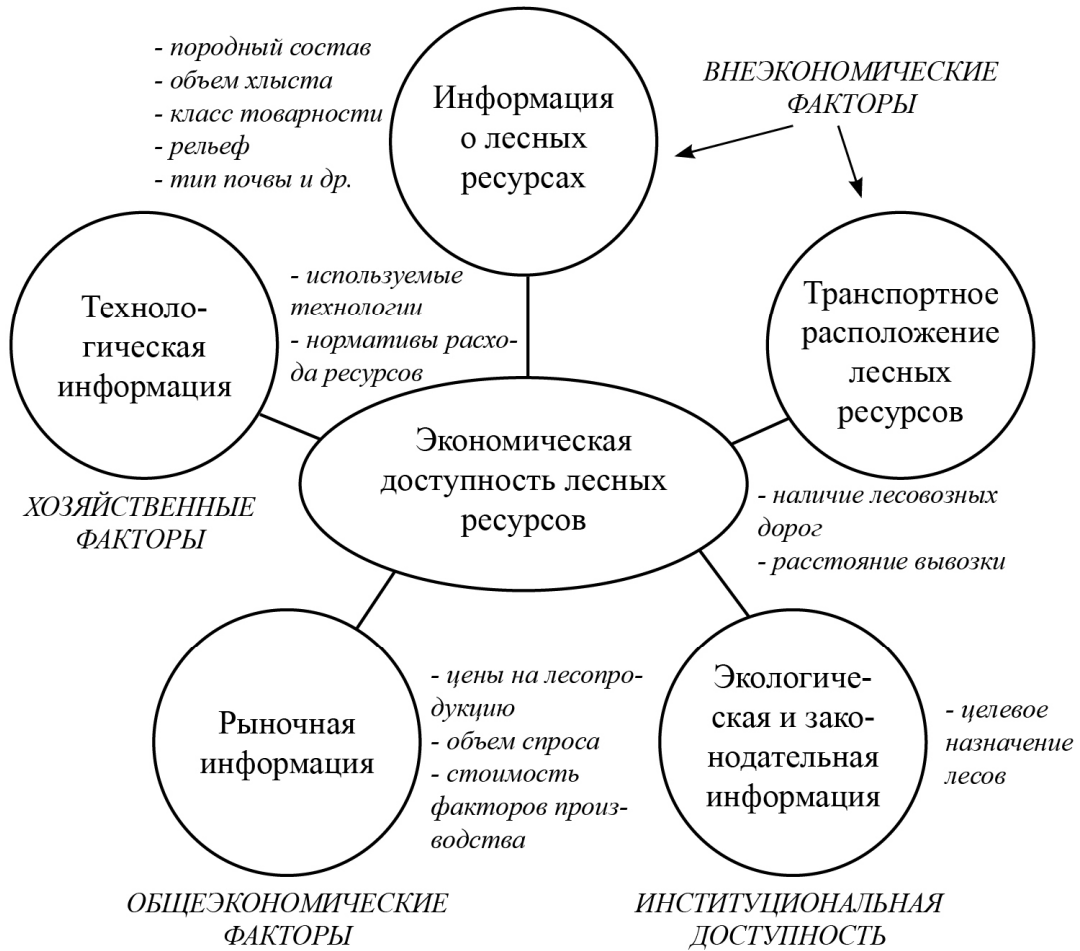 - породный состав
- объем хлыста
- класс товарности
- рельеф
- тип почвы и др.
Информация
о лесных
ресурсах
ВНЕЭКОНОМИЧЕСКИЕ
ФАКТОРЫ
Техноло-
гическая
информация
- используемые
технологии
- нормативы расхо-
да ресурсов
Транспортное
расположение
лесных
ресурсов
Экономическая
доступность лесных
ресурсов
ХОЗЯЙСТВЕННЫЕ
ФАКТОРЫ
- наличие лесовозных
дорог
- расстояние вывозки
Рыночная
информация
- цены на лесопро-
дукцию
- объем спроса
- стоимость
факторов произ-
водства
Экологиче-
ская и зако-
нодательная
информация
- целевое
назначение
лесов
ОБЩЕЭКОНОМИЧЕСКИЕ
ФАКТОРЫ
ИНСТИТУЦИОНАЛЬНАЯ
ДОСТУПНОСТЬ